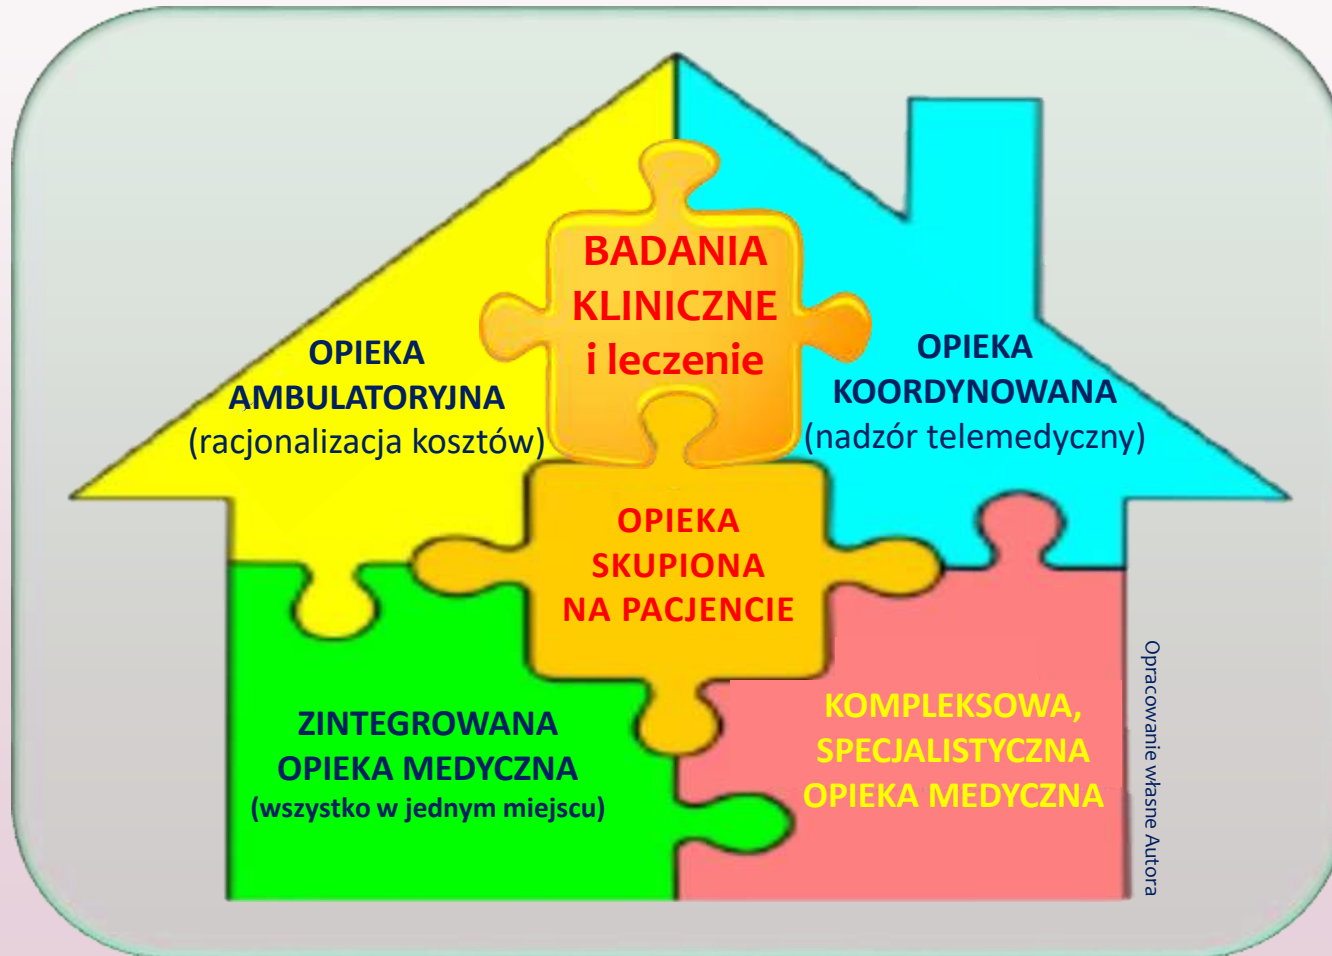 BADANIA
KLINICZNE
i leczenie
OPIEKA
AMBULATORYJNA
(racjonalizacja kosztów)
OPIEKA
KOORDYNOWANA
(nadzór telemedyczny)
OPIEKA
SKUPIONA
NA PACJENCIE
ZINTEGROWANA
OPIEKA MEDYCZNA
(wszystko w jednym miejscu)
KOMPLEKSOWA,
SPECJALISTYCZNA
OPIEKA MEDYCZNA
Opracowanie własne Autora